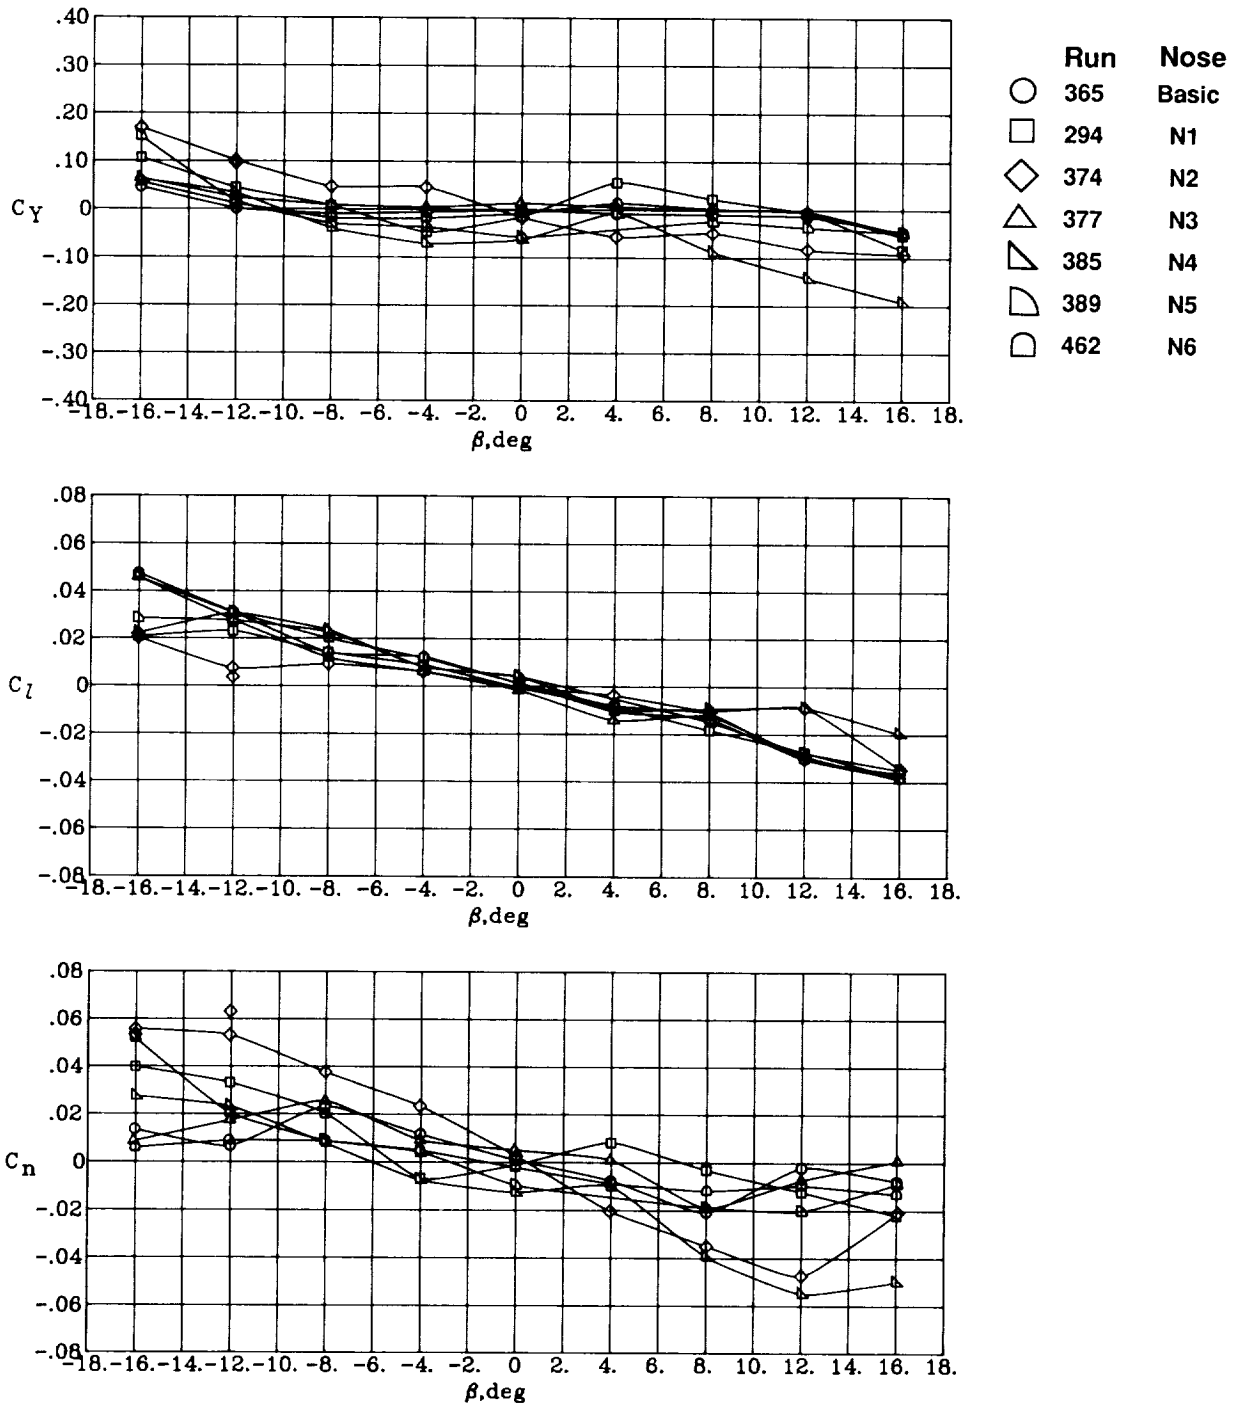 .40
.30
.20
.10
0
-.10
-.20
-.30
-.40
C_Y
-18. -16. -14. -12. -10. -8. -6. -4. -2. 0 2. 4. 6. 8. 10. 12. 14. 16. 18.
β,deg
Run Nose
365 Basic
294 N1
374 N2
377 N3
385 N4
389 N5
462 N6
.08
.06
.04
.02
0
-.02
-.04
-.06
-.08
C_l
-18. -16. -14. -12. -10. -8. -6. -4. -2. 0 2. 4. 6. 8. 10. 12. 14. 16. 18.
β,deg
.08
.06
.04
.02
0
-.02
-.04
-.06
-.08
C_n
-18. -16. -14. -12. -10. -8. -6. -4. -2. 0 2. 4. 6. 8. 10. 12. 14. 16. 18.
β,deg